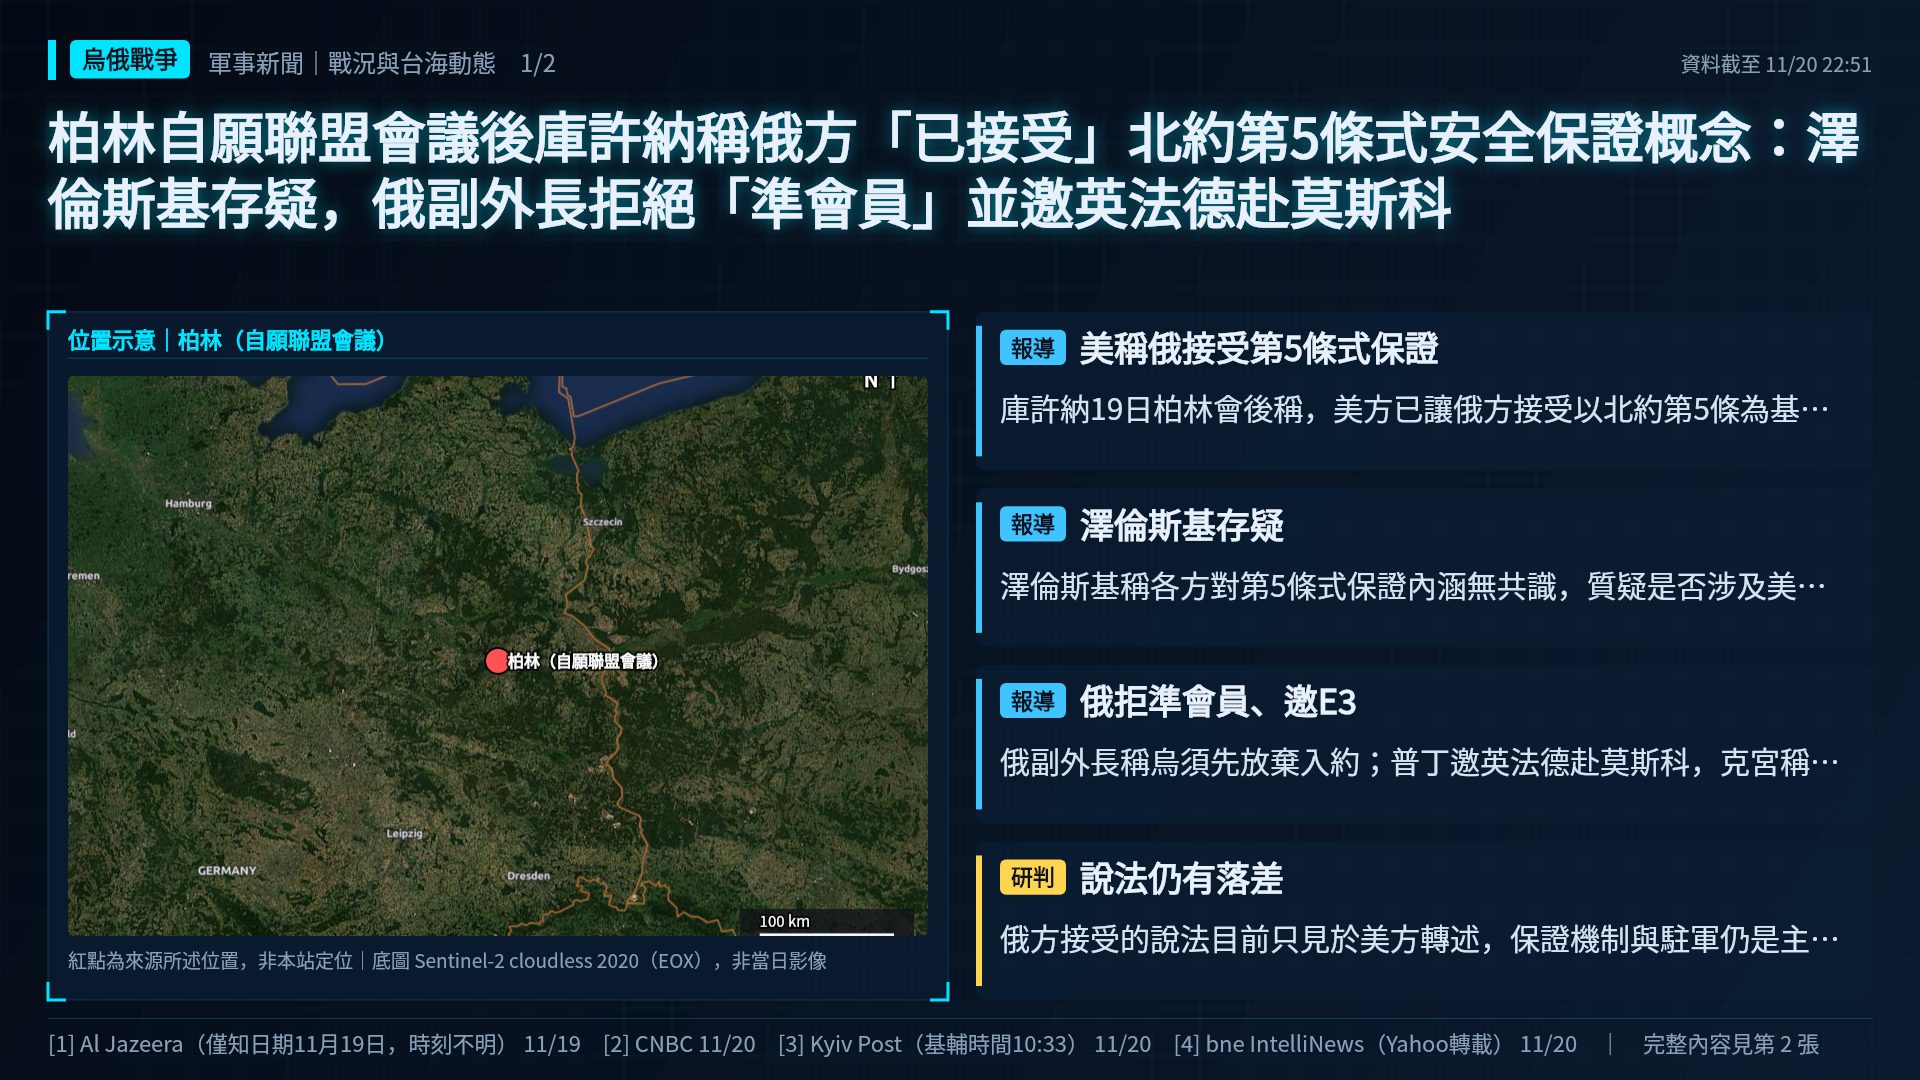 烏俄戰爭 軍事新聞｜戰況與台海動態 1/2
資料截至 11/20 22:51
柏林自願聯盟會議後庫許納稱俄方「已接受」北約第5條式安全保證概念：澤
倫斯基存疑，俄副外長拒絕「準會員」並邀英法德赴莫斯科
位置示意｜柏林（自願聯盟會議）
N
Hamburg
Szczecin
remen
Bydgosz
柏林（自願聯盟會議）
ld
Leipzig
GERMANY
Dresden
100 km
紅點為來源所述位置，非本站定位｜底圖 Sentinel-2 cloudless 2020（EOX），非當日影像
報導 美稱俄接受第5條式保證
庫許納19日柏林會後稱，美方已讓俄方接受以北約第5條為基…
報導 澤倫斯基存疑
澤倫斯基稱各方對第5條式保證內涵無共識，質疑是否涉及美…
報導 俄拒準會員、邀E3
俄副外長稱烏須先放棄入約；普丁邀英法德赴莫斯科，克宮稱…
研判 說法仍有落差
俄方接受的說法目前只見於美方轉述，保證機制與駐軍仍是主…
[1] Al Jazeera（僅知日期11月19日，時刻不明） 11/19 [2] CNBC 11/20 [3] Kyiv Post（基輔時間10:33） 11/20 [4] bne IntelliNews（Yahoo轉載） 11/20 ｜ 完整內容見第 2 張